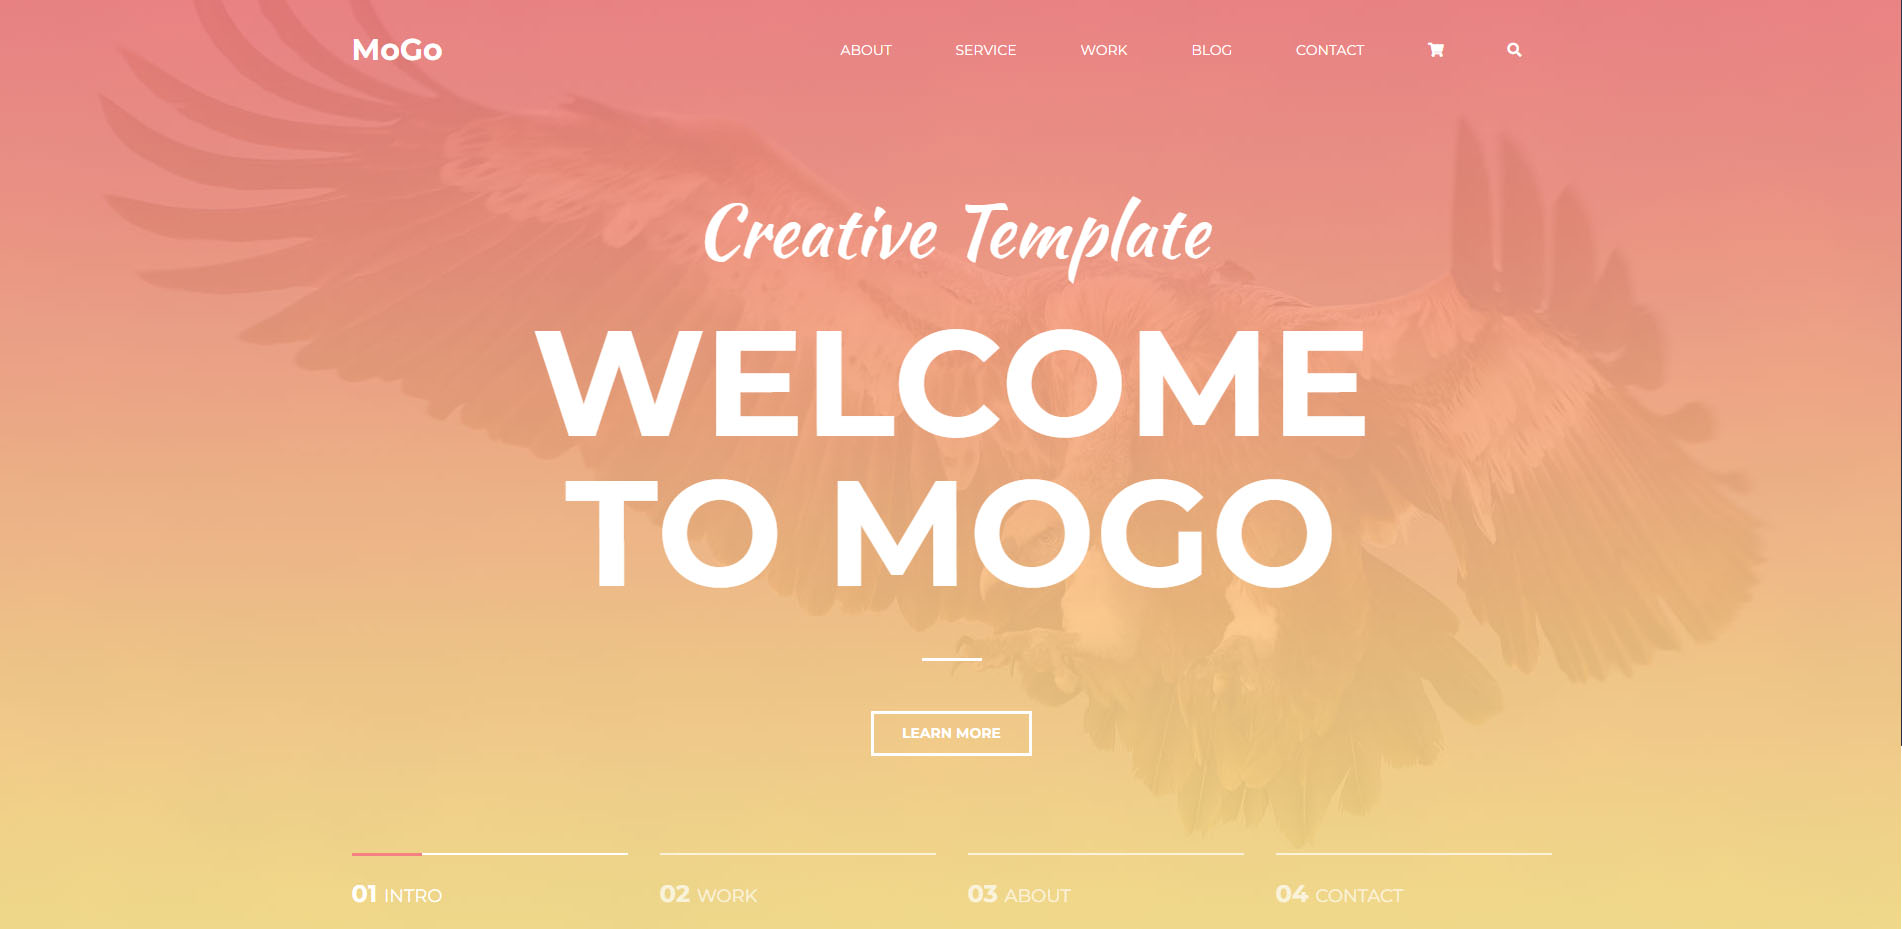 MoGo
ABOUT SERVICE WORK BLOG CONTACT
Creative Template
WELCOME
TO MOGO
LEARN MORE
01 INTRO
02 WORK
03 ABOUT
04 CONTACT